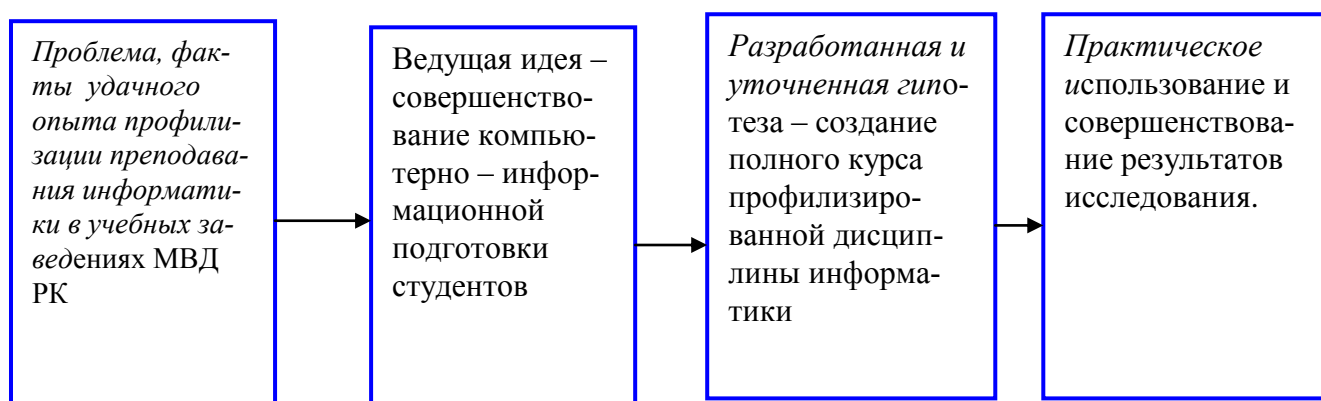 Проблема, фак-
ты удачного
опыта профили-
зации преподава-
ния информати-
ки в учебных за-
ведениях МВД
РК
Ведущая идея –
совершенство-
вание компью-
терно – инфор-
мационной
подготовки
студентов
Разработанная и
уточненная гипо-
теза – создание
полного курса
профилизиро-
ванной дисцип-
лины информа-
тики
Практическое
использование и
совершенствова-
ние результатов
исследования.